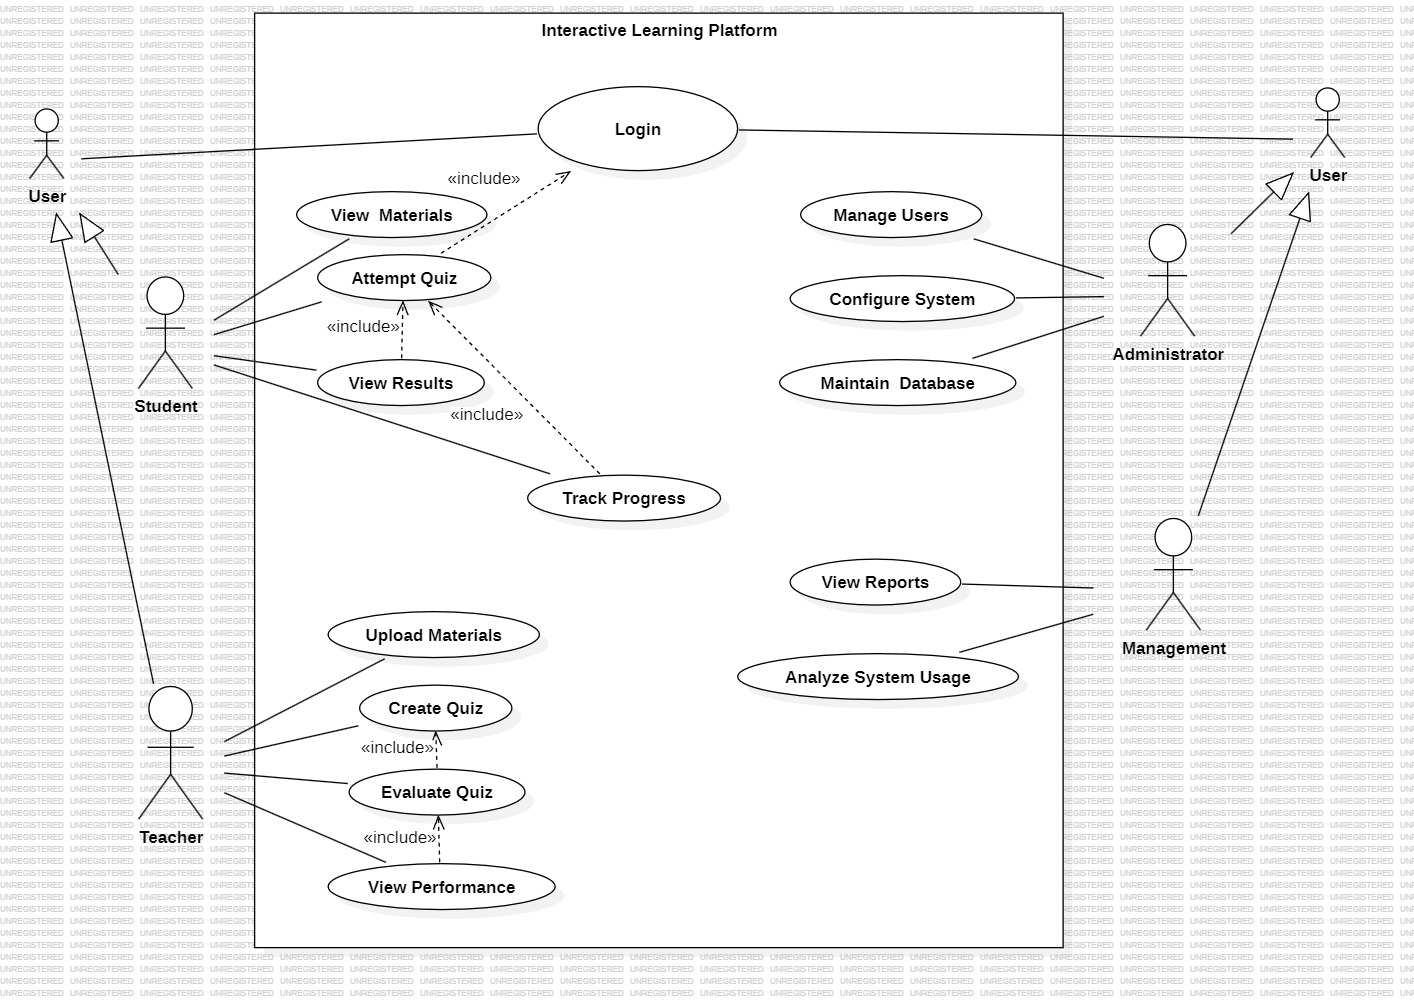 Interactive Learning Platform
Login
User
User
«include»
View  Materials
Manage Users
Attempt Quiz
Configure System
«include»
Administrator
View Results
Maintain  Database
Student
«include»
Track Progress
View Reports
Upload Materials
Management
Analyze System Usage
Create Quiz
«include»
Evaluate Quiz
Teacher
«include»
View Performance
UNREGISTERED